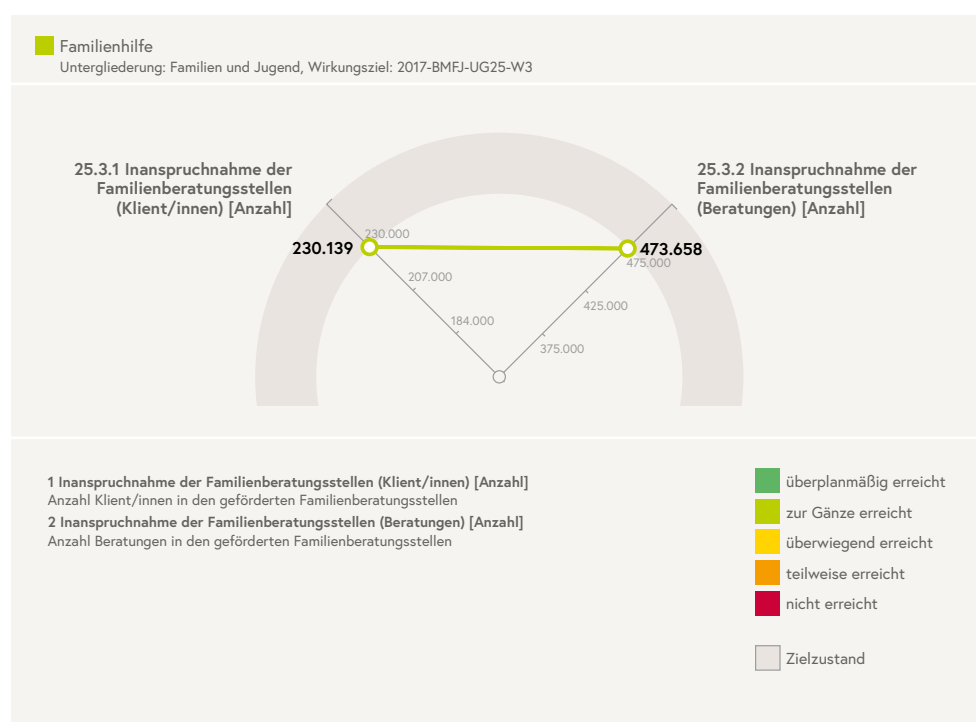 Familienhilfe
Untergliederung: Familien und Jugend, Wirkungsziel: 2017-BMFJ-UG25-W3
25.3.1 Inanspruchnahme der
Familienberatungsstellen
(Klient/innen) [Anzahl]
25.3.2 Inanspruchnahme der
Familienberatungsstellen
(Beratungen) [Anzahl]
230.000
230.139
473.658
475.000
207.000
425.000
184.000
375.000
1 Inanspruchnahme der Familienberatungsstellen (Klient/innen) [Anzahl]
Anzahl Klient/innen in den geförderten Familienberatungsstellen
2 Inanspruchnahme der Familienberatungsstellen (Beratungen) [Anzahl]
Anzahl Beratungen in den geförderten Familienberatungsstellen
überplanmäßig erreicht
zur Gänze erreicht
überwiegend erreicht
teilweise erreicht
nicht erreicht
Zielzustand